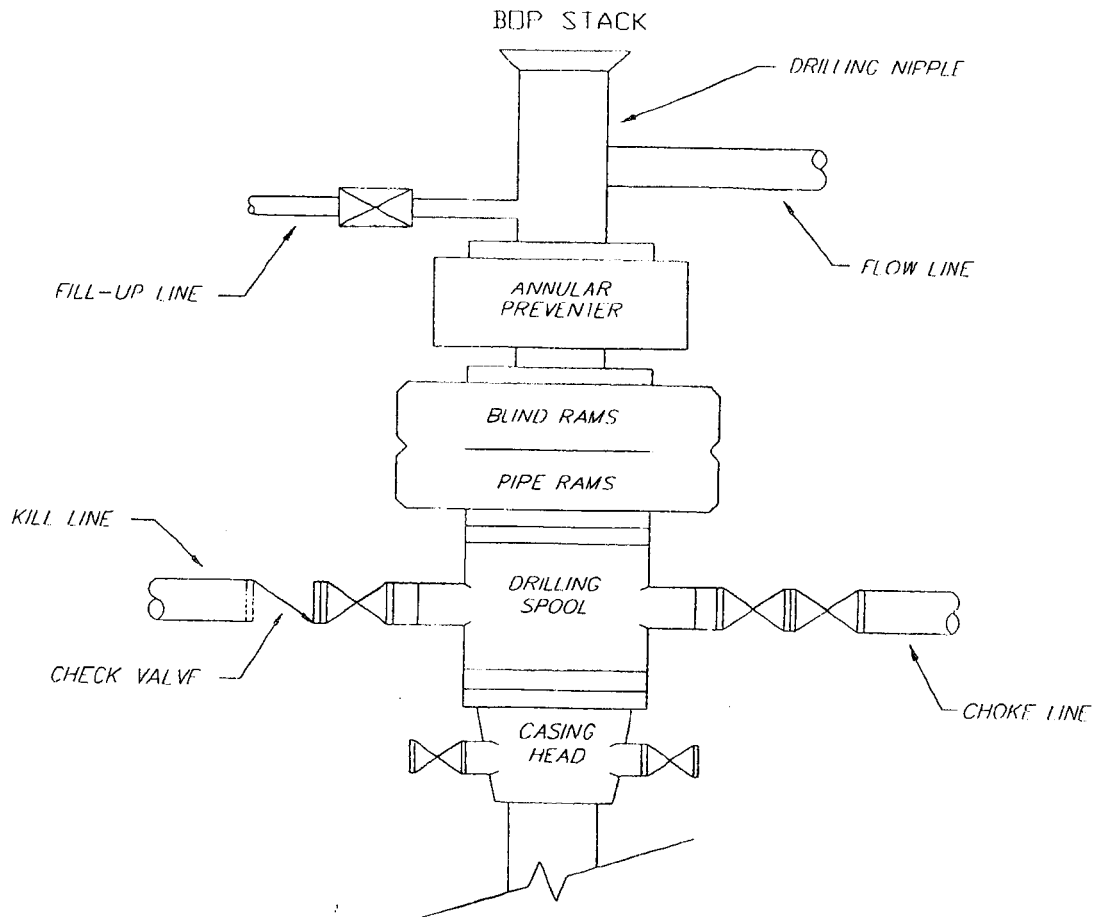 BOP STACK
DRILLING NIPPLE
FLOW LINE
FILL-UP LINE
ANNULAR
PREVENTER
BLIND RAMS
PIPE RAMS
KILL LINE
DRILLING
SPOOL
CHECK VALVE
CHOKE LINE
CASING
HEAD